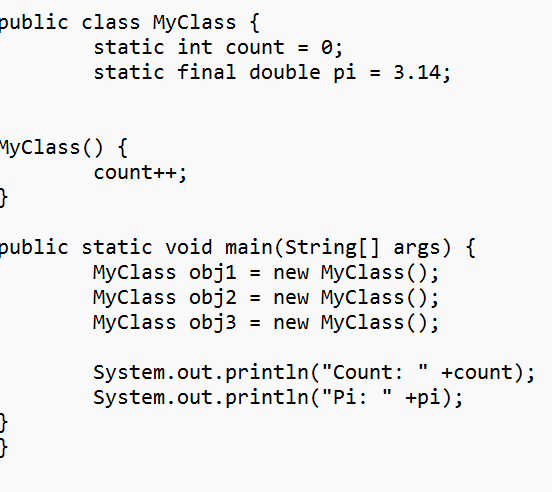 public class MyClass {
static int count = 0;
static final double pi = 3.14;
MyClass() {
count++;
}
public static void main(String[] args) {
MyClass obj1 = new MyClass();
MyClass obj2 = new MyClass();
MyClass obj3 = new MyClass();
System.out.println("Count: " +count);
System.out.println("Pi: " +pi);
}
}